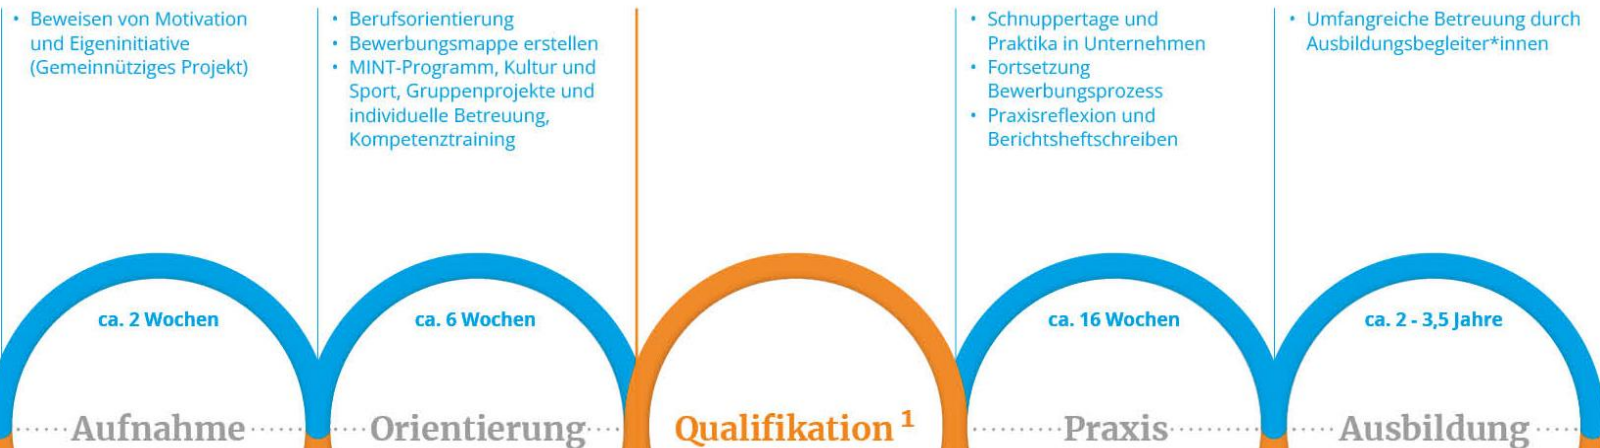 • Beweisen von Motivation
und Eigeninitiative
(Gemeinnütziges Projekt)
• Berufsorientierung
• Bewerbungsmappe erstellen
• MINT-Programm, Kultur und
Sport, Gruppenprojekte und
individuelle Betreuung,
Kompetenztraining
• Schnuppertage und
Praktika in Unternehmen
• Fortsetzung
Bewerbungsprozess
• Praxisreflexion und
Berichtsheftschreiben
• Umfangreiche Betreuung durch
Ausbildungsbegleiter*innen
ca. 2 Wochen
ca. 6 Wochen
ca. 16 Wochen
ca. 2 - 3,5 Jahre
Aufnahme
Orientierung
Qualifikation ¹
Praxis
Ausbildung